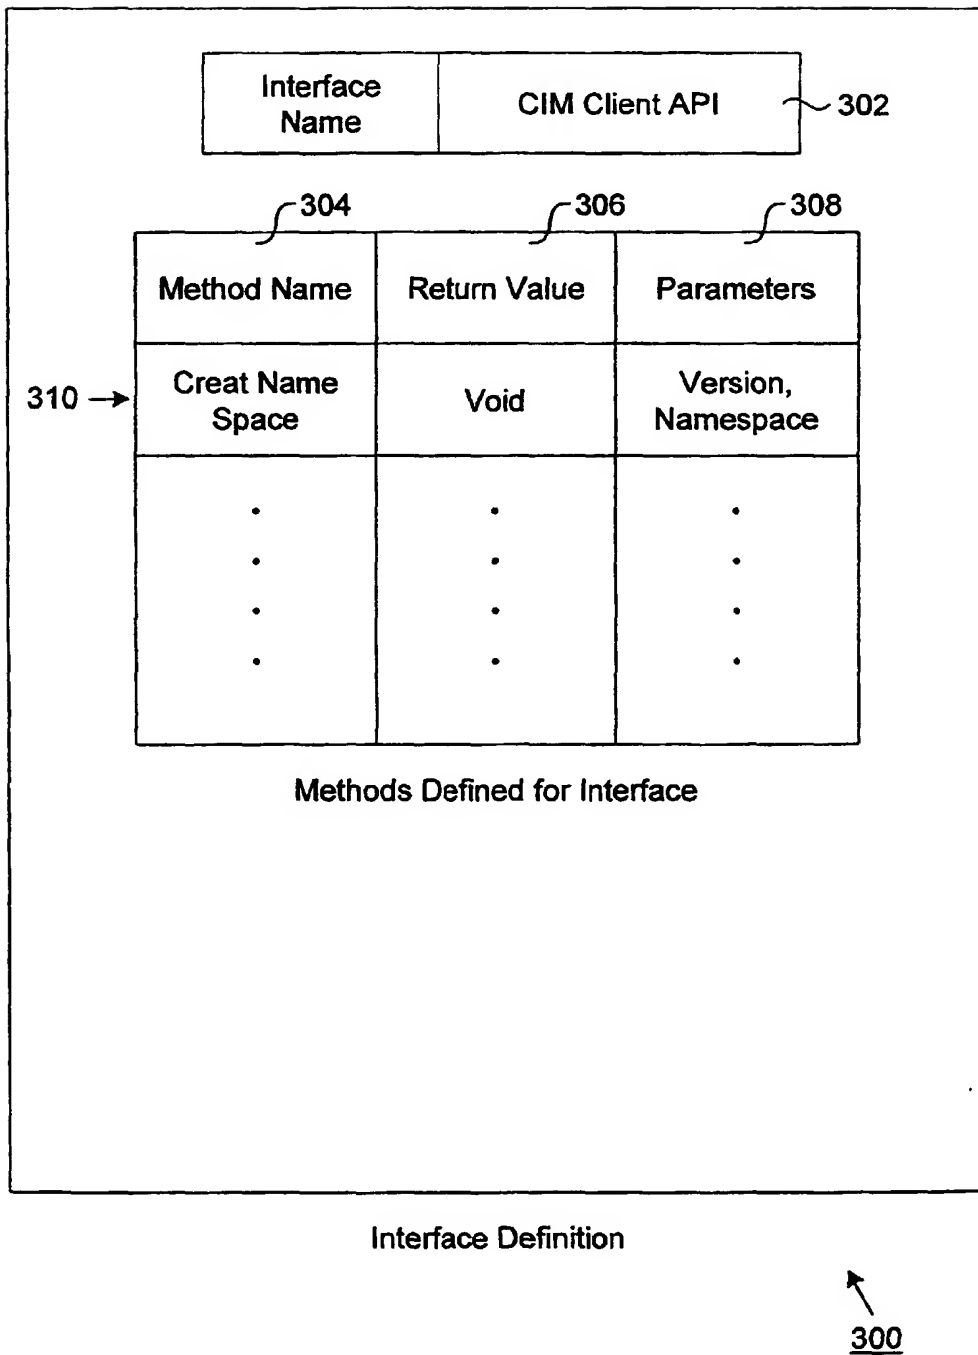 Interface Name
CIM Client API
302
304
306
308
Method Name
Return Value
Parameters
310
Creat Name Space
Void
Version, Namespace
Methods Defined for Interface
Interface Definition
300